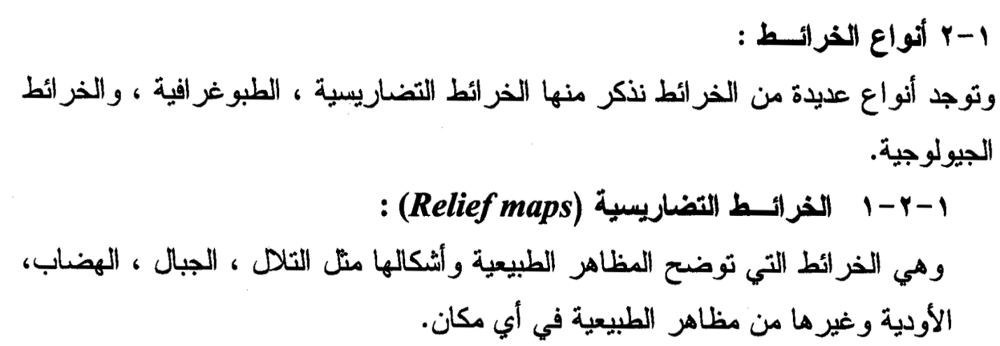 ١-٢ أنواع الخرائـــط :
وتوجد أنواع عديدة من الخرائط نذكر منها الخرائط التضاريسية ، الطبوغرافية ، والخرائط
الجيولوجية.
١-٢-١ الخرائـــط التضاريسية (Relief maps) :
وهي الخرائط التي توضح المظاهر الطبيعية وأشكالها مثل التلال ، الجبال ، الهضاب،
الأودية وغيرها من مظاهر الطبيعية في أي مكان.